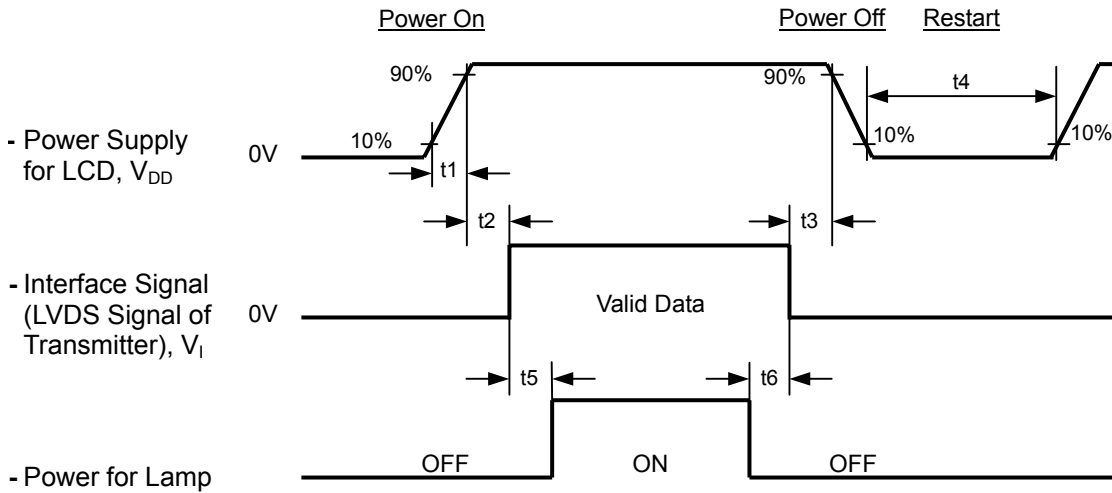 Power On
Power Off
Restart
90%
90%
t4
- Power Supply
for LCD, VDD
0V
10%
10%
10%
t1
t2
t3
- Interface Signal
(LVDS Signal of
Transmitter), VI
0V
Valid Data
t5
t6
- Power for Lamp
OFF
ON
OFF